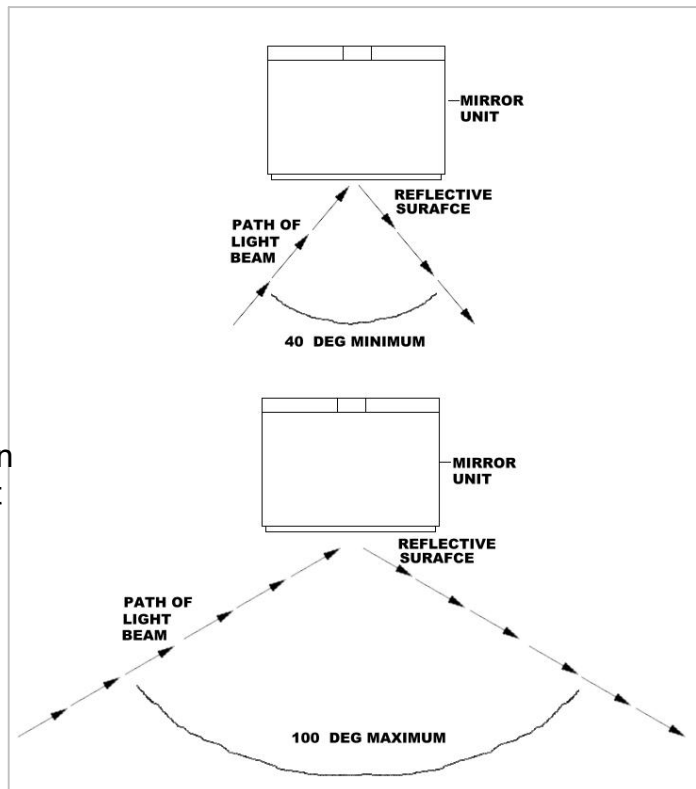 MIRROR
UNIT
REFLECTIVE
SURAFCE
PATH OF
LIGHT
BEAM
40 DEG MINIMUM
MIRROR
UNIT
REFLECTIVE
SURAFCE
PATH OF
LIGHT
BEAM
100 DEG MAXIMUM